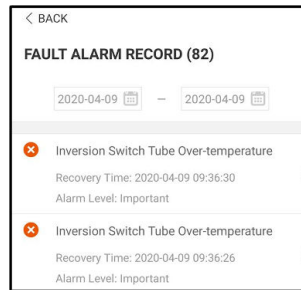 < BACK
FAULT ALARM RECORD (82)
2020-04-09 – 2020-04-09
Inversion Switch Tube Over-temperature
Recovery Time: 2020-04-09 09:36:30
Alarm Level: Important
Inversion Switch Tube Over-temperature
Recovery Time: 2020-04-09 09:36:26
Alarm Level: Important